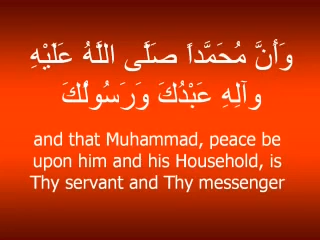 وَأَنَّ مُحَمَّداً صَلَّى اللَّهُ عَلَيْهِ
وآلِهِ عَبْدُكَ وَرَسُولُكَ
and that Muhammad, peace be
upon him and his Household, is
Thy servant and Thy messenger